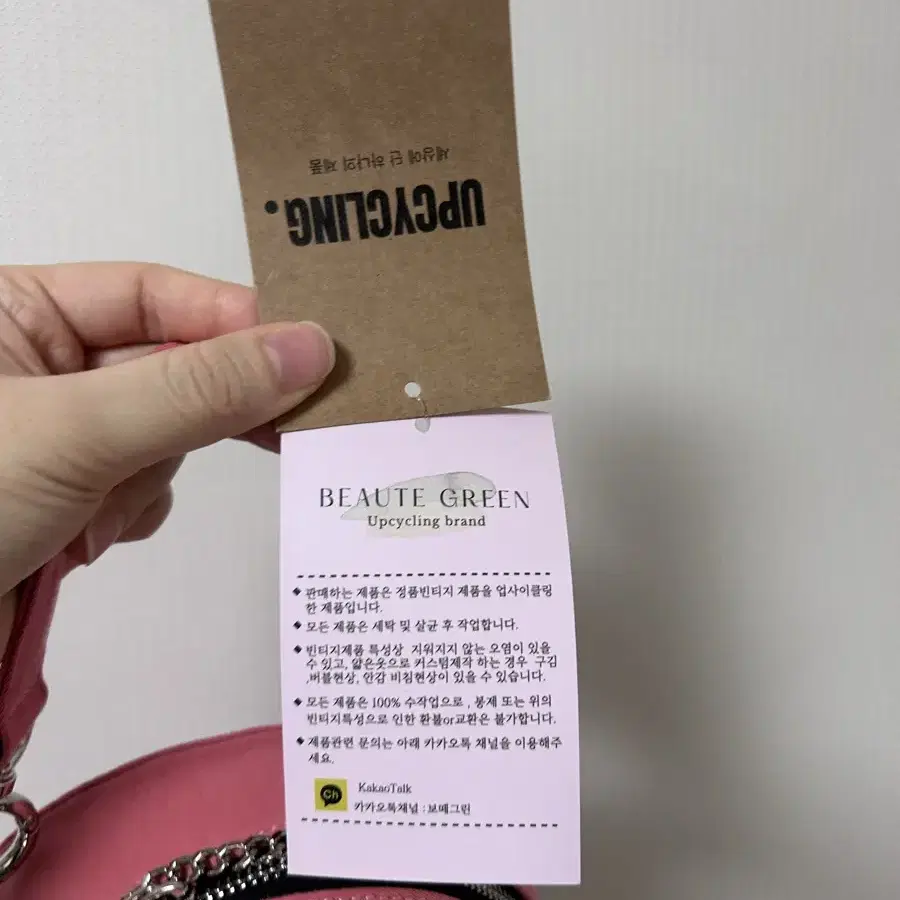 UPCYCLING.
세상에 단 하나의 제품
BEAUTE GREEN
Upcycling brand
◆ 판매하는 제품은 정품빈티지 제품을 업사이클링
한 제품입니다.
◆ 모든 제품은 세탁 및 살균 후 작업합니다.
◆ 빈티지제품 특성상 지워지지 않는 오염이 있을
수 있고, 얇은옷으로 커스텀제작 하는 경우 구김
,버블현상, 안감 비침현상이 있을 수 있습니다.
◆ 모든 제품은 100% 수작업으로 , 봉제 또는 위의
빈티지특성으로 인한 환불or교환은 불가합니다.
◆ 제품관련 문의는 아래 카카오톡 채널을 이용해주
세요.
Ch
KakaoTalk
카카오톡채널 : 보떼그린